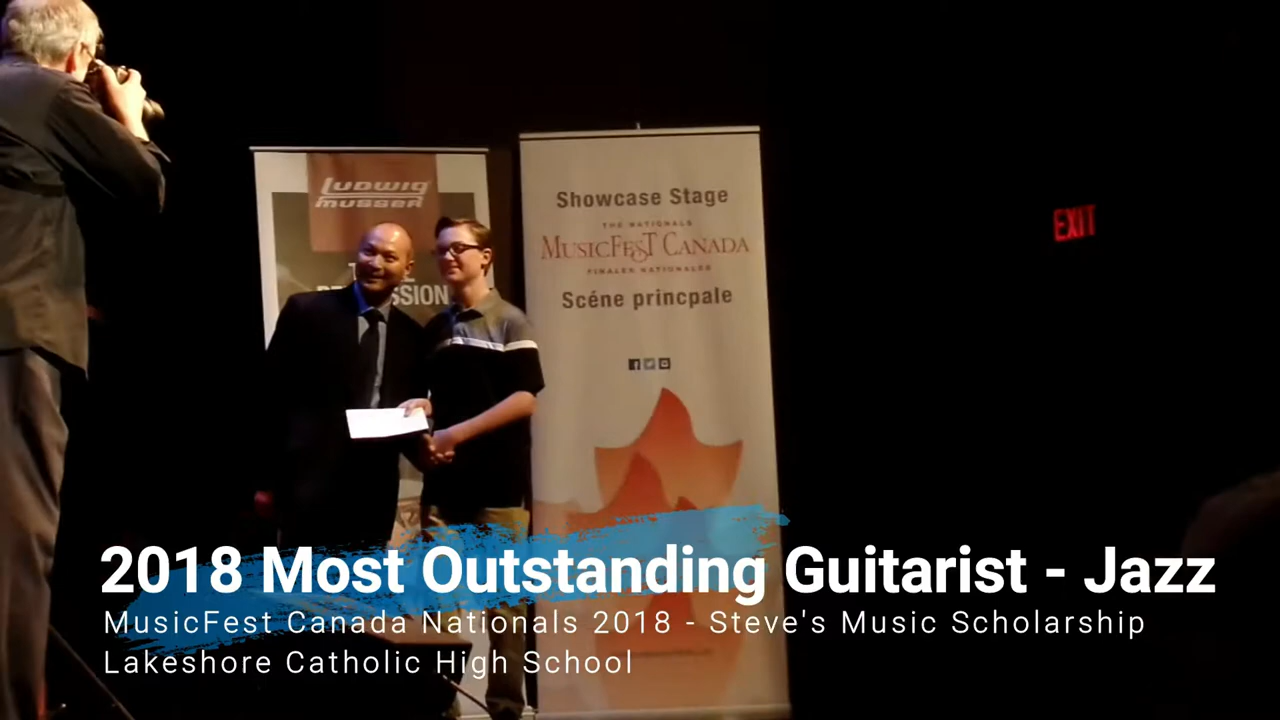 LUDWIG
MUSSER
SSION
Showcase Stage
THE NATIONALS
MUSICFEST CANADA
FINALES NATIONALES
Scéne princpale
EXIT
2018 Most Outstanding Guitarist - Jazz
MusicFest Canada Nationals 2018 - Steve's Music Scholarship
Lakeshore Catholic High School